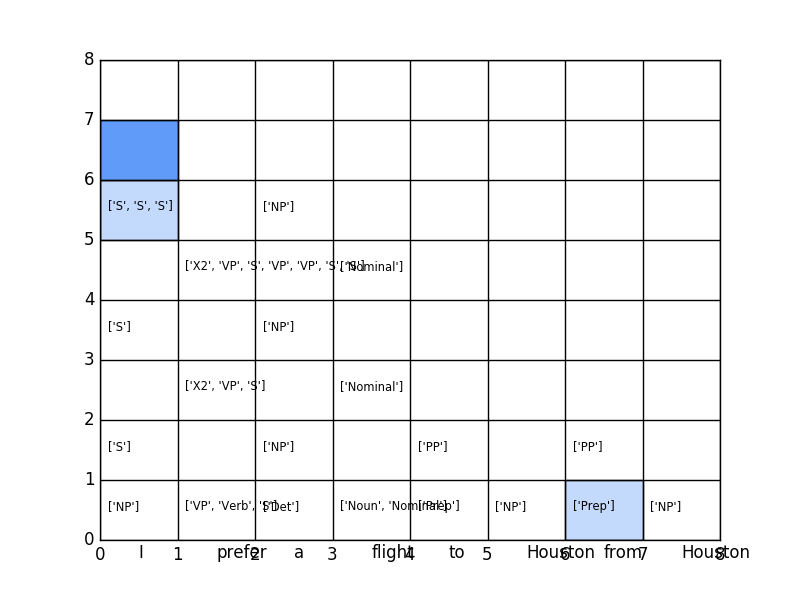 8
7
6
['S', 'S', 'S'] ['NP']
5
['X2', 'VP', 'S', 'VP', 'VP', 'S', 'S'] ['Nominal']
4
['S'] ['NP']
3
['X2', 'VP', 'S'] ['Nominal']
2
['S'] ['NP'] ['PP'] ['PP']
1
['NP'] ['VP', 'Verb', 'S'] ['Det'] ['Noun', 'Nominal'] ['Prep'] ['NP'] ['Prep'] ['NP']
0
0 1 2 3 4 5 6 7 8
I prefer a flight to Houston from Houston